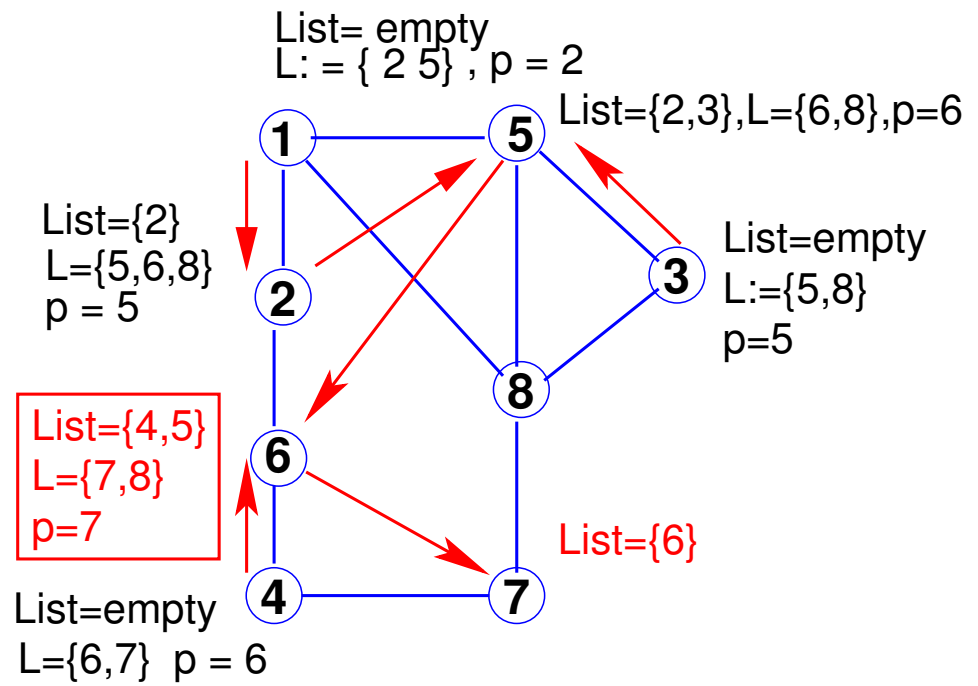 List= empty
L: = { 2 5} , p = 2
List={2,3},L={6,8},p=6
1
5
List={2}
L={5,6,8}
p = 5
2
3
List=empty
L:={5,8}
p=5
8
List={4,5}
L={7,8}
p=7
6
List={6}
4
7
List=empty
L={6,7} p = 6